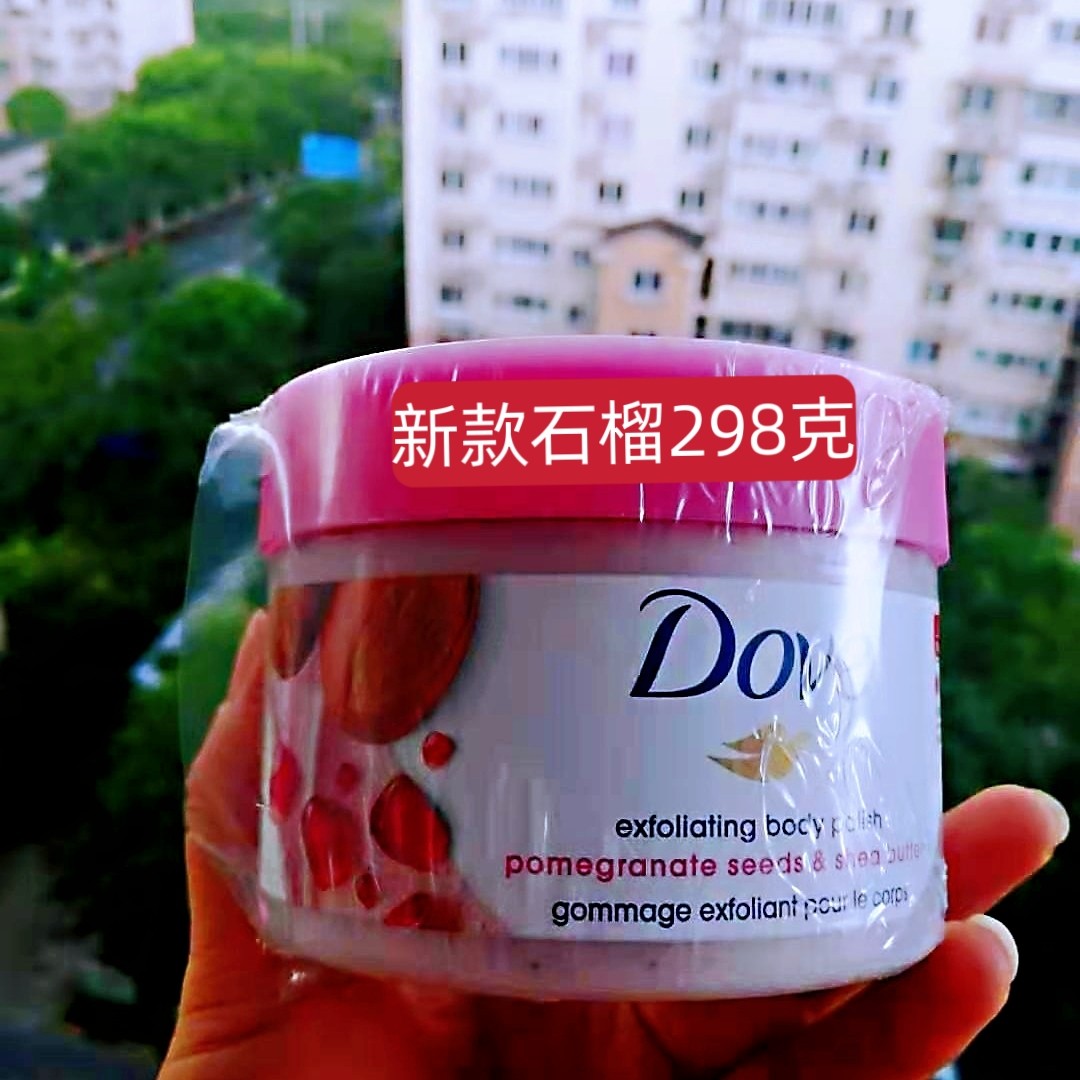 新款石榴298克
Dove
exfoliating body polish
pomegranate seeds & shea butter
gommage exfoliant pour le corps